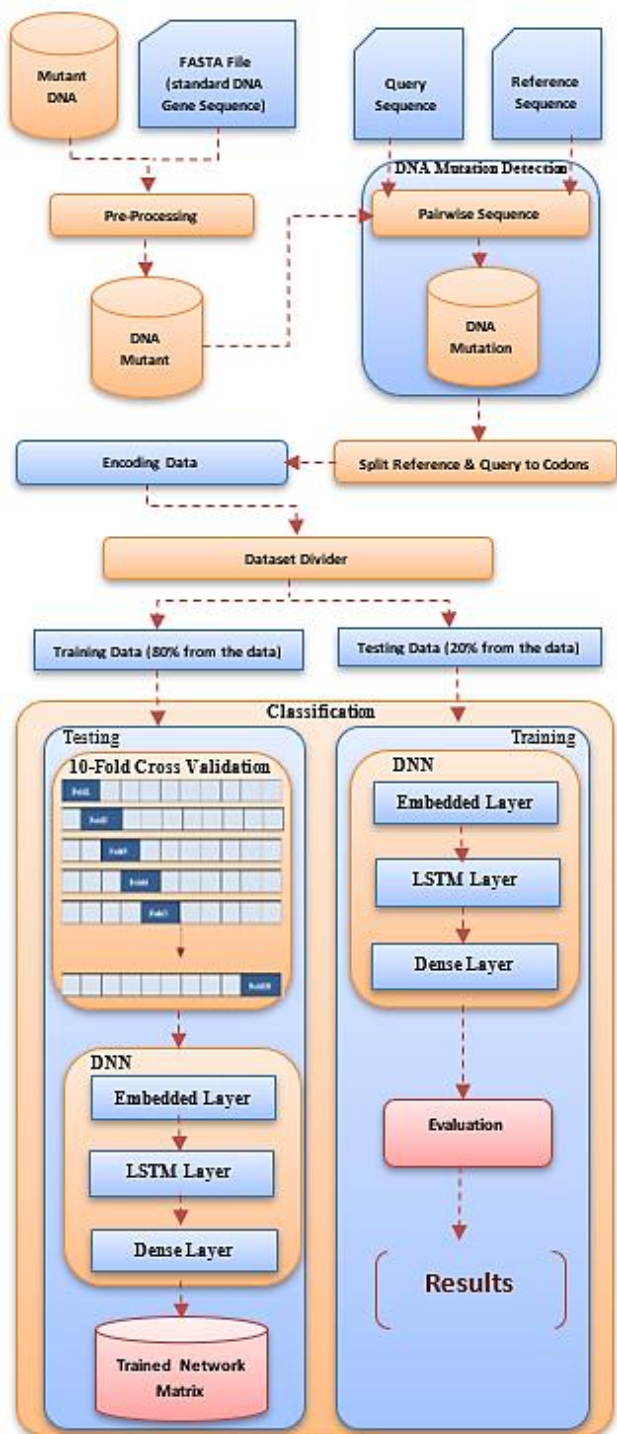 Mutant
DNA
FASTA File
(standard DNA
Gene Sequence)
Query
Sequence
Reference
Sequence
DNA Mutation Detection
Pre-Processing
Pairwise Sequence
DNA
Mutant
DNA
Mutation
Encoding Data
Split Reference & Query to Codons
Dataset Divider
Training Data (80% from the data)
Testing Data (20% from the data)
Classification
Testing
10-Fold Cross Validation
DNN
Embedded Layer
LSTM Layer
Dense Layer
Trained Network
Matrix
Training
DNN
Embedded Layer
LSTM Layer
Dense Layer
Evaluation
Results